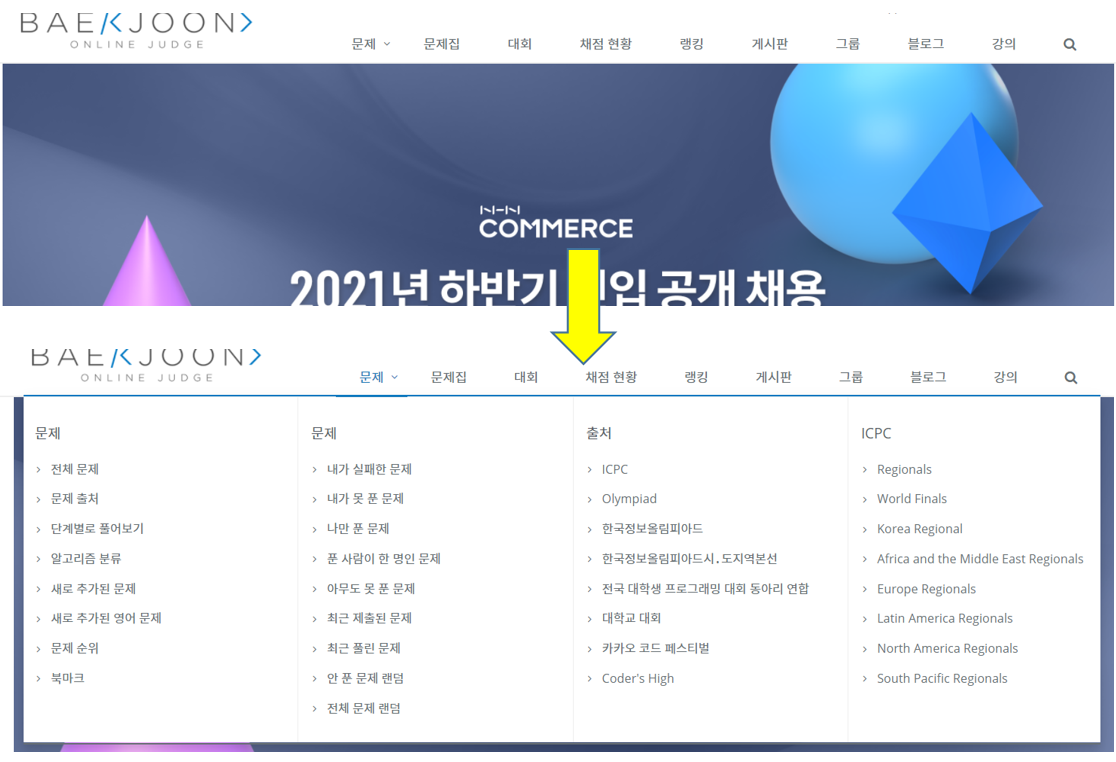 BAEKJOON>
ONLINE JUDGE
문제 문제집 대회 채점 현황 랭킹 게시판 그룹 블로그 강의
NHN
COMMERCE
2021년 하반기 입 공개 채용
BAEKJOON>
ONLINE JUDGE
문제 문제집 대회 채점 현황 랭킹 게시판 그룹 블로그 강의
문제
전체 문제
문제 출처
단계별로 풀어보기
알고리즘 분류
새로 추가된 문제
새로 추가된 영어 문제
문제 순위
북마크
문제
내가 실패한 문제
내가 못 푼 문제
나만 푼 문제
푼 사람이 한 명인 문제
아무도 못 푼 문제
최근 제출된 문제
최근 풀린 문제
안 푼 문제 랜덤
전체 문제 랜덤
출처
ICPC
Olympiad
한국정보올림피아드
한국정보올림피아드시.도지역본선
전국 대학생 프로그래밍 대회 동아리 연합
대학교 대회
카카오 코드 페스티벌
Coder's High
ICPC
Regionals
World Finals
Korea Regional
Africa and the Middle East Regionals
Europe Regionals
Latin America Regionals
North America Regionals
South Pacific Regionals